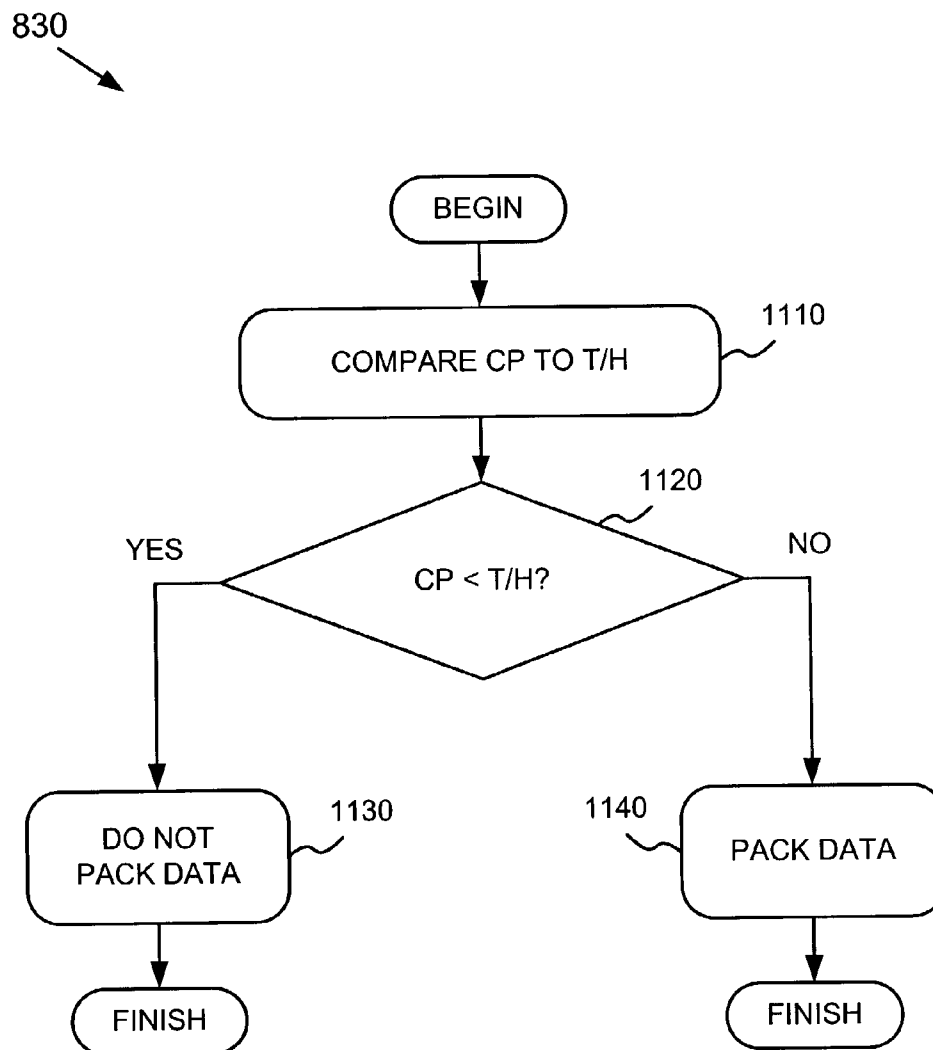 830
BEGIN
1110
COMPARE CP TO T/H
1120
YES
NO
CP < T/H?
1130
DO NOT
PACK DATA
1140
PACK DATA
FINISH
FINISH